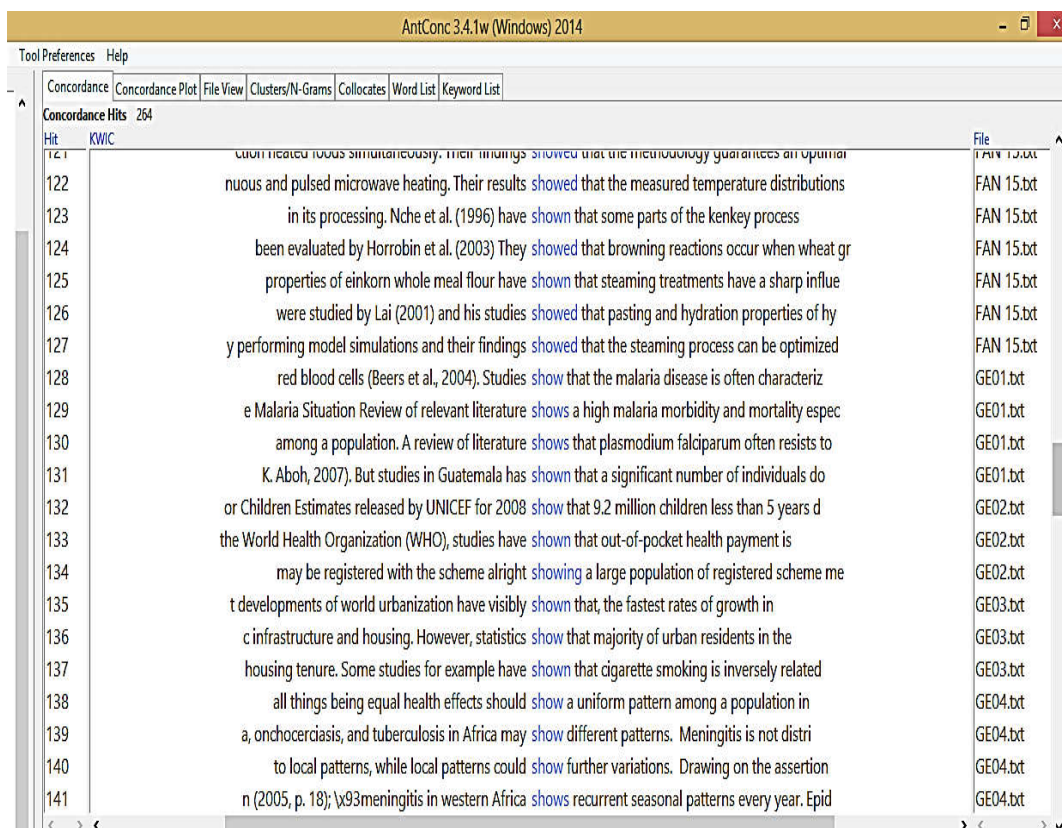 AntConc 3.4.1w (Windows) 2014
Tool Preferences Help
Concordance Concordance Plot File View Clusters/N-Grams Collocates Word List Keyword List
Concordance Hits 264
Hit KWIC File
121 ction heated foods simultaneously. Their findings showed that the methodology guarantees an optimal FAN 15.txt
122 nuous and pulsed microwave heating. Their results showed that the measured temperature distributions FAN 15.txt
123 in its processing. Nche et al. (1996) have shown that some parts of the kenkey process FAN 15.txt
124 been evaluated by Horrobin et al. (2003) They showed that browning reactions occur when wheat gr FAN 15.txt
125 properties of einkorn whole meal flour have shown that steaming treatments have a sharp influe FAN 15.txt
126 were studied by Lai (2001) and his studies showed that pasting and hydration properties of hy FAN 15.txt
127 y performing model simulations and their findings showed that the steaming process can be optimized FAN 15.txt
128 red blood cells (Beers et al., 2004). Studies show that the malaria disease is often characteriz GE01.txt
129 e Malaria Situation Review of relevant literature shows a high malaria morbidity and mortality espec GE01.txt
130 among a population. A review of literature shows that plasmodium falciparum often resists to GE01.txt
131 K. Aboh, 2007). But studies in Guatemala has shown that a significant number of individuals do GE01.txt
132 or Children Estimates released by UNICEF for 2008 show that 9.2 million children less than 5 years d GE02.txt
133 the World Health Organization (WHO), studies have shown that out-of-pocket health payment is GE02.txt
134 may be registered with the scheme alright showing a large population of registered scheme me GE02.txt
135 t developments of world urbanization have visibly shown that, the fastest rates of growth in GE03.txt
136 c infrastructure and housing. However, statistics show that majority of urban residents in the GE03.txt
137 housing tenure. Some studies for example have shown that cigarette smoking is inversely related GE03.txt
138 all things being equal health effects should show a uniform pattern among a population in GE04.txt
139 a, onchocerciasis, and tuberculosis in Africa may show different patterns. Meningitis is not distri GE04.txt
140 to local patterns, while local patterns could show further variations. Drawing on the assertion GE04.txt
141 n (2005, p. 18); \x93meningitis in western Africa shows recurrent seasonal patterns every year. Epid GE04.txt